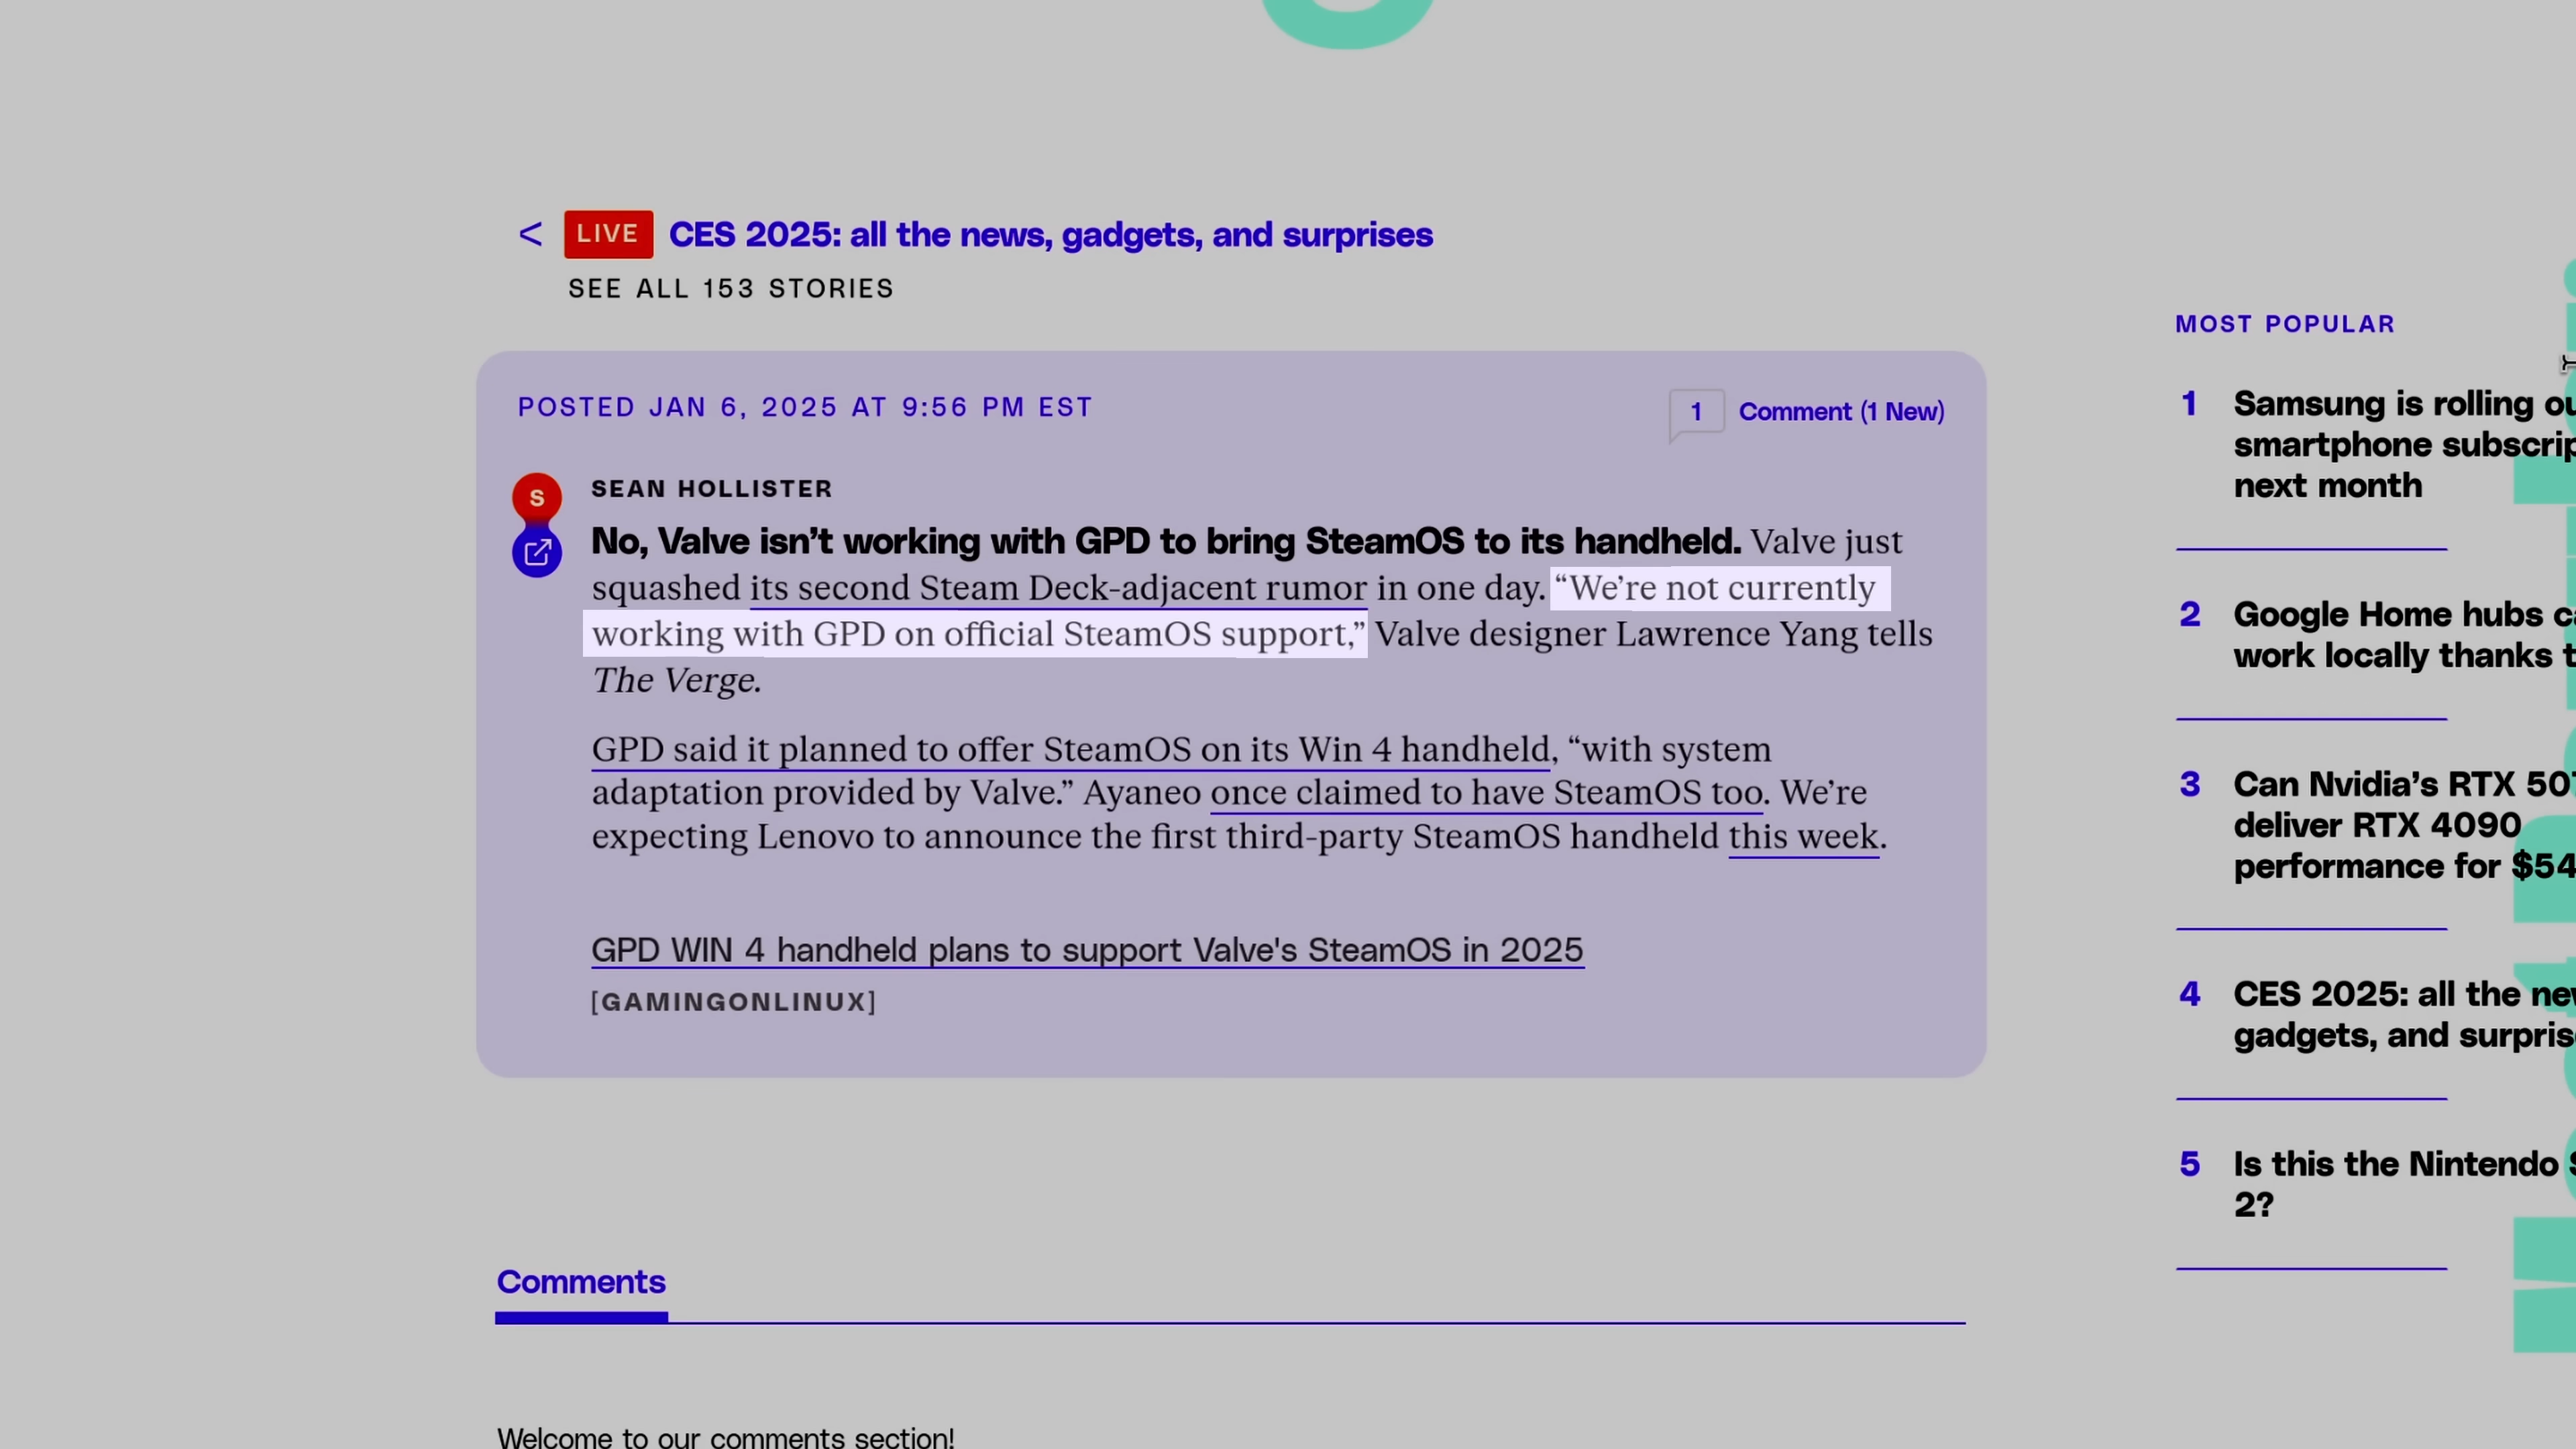 < LIVE CES 2025: all the news, gadgets, and surprises
SEE ALL 153 STORIES
POSTED JAN 6, 2025 AT 9:56 PM EST
1 Comment (1 New)
S
SEAN HOLLISTER
No, Valve isn’t working with GPD to bring SteamOS to its handheld. Valve just
squashed its second Steam Deck-adjacent rumor in one day. “We’re not currently
working with GPD on official SteamOS support,” Valve designer Lawrence Yang tells
The Verge.
GPD said it planned to offer SteamOS on its Win 4 handheld, “with system
adaptation provided by Valve.” Ayaneo once claimed to have SteamOS too. We’re
expecting Lenovo to announce the first third-party SteamOS handheld this week.
GPD WIN 4 handheld plans to support Valve's SteamOS in 2025
[GAMINGONLINUX]
Comments
Welcome to our comments section!
MOST POPULAR
1 Samsung is rolling
smartphone
next month
2 Google Home hubs
work locally thanks
3 Can Nvidia’s RTX
deliver RTX 4090
performance for
4 CES 2025: all the
gadgets, and
5 Is this the Nintendo
2?